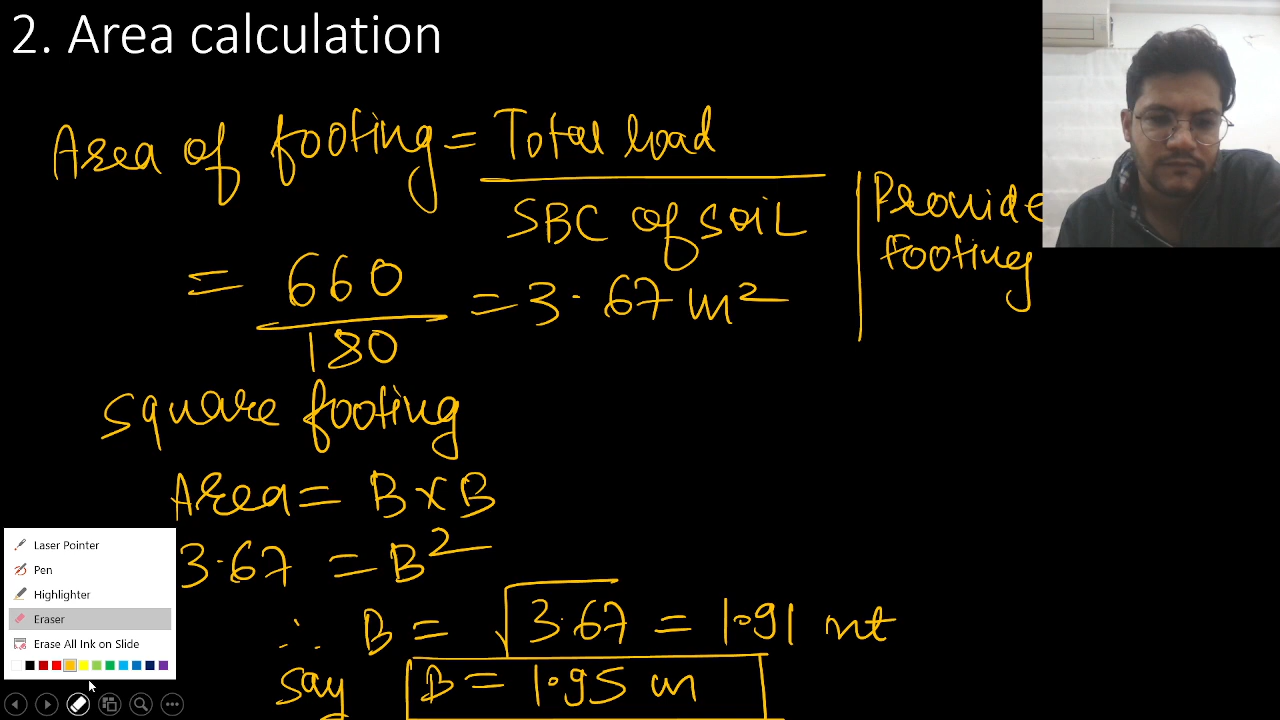 2. Area calculation
Area of footing = Total load
SBC of soiL
= 660
180
= 3.67 m²
Provide
footing
square footing
Area = B x B
3.67 = B²
∴ B = √3.67 = 1.91 mt
say B = 1.95 m
Laser Pointer
Pen
Highlighter
Eraser
Erase All Ink on Slide